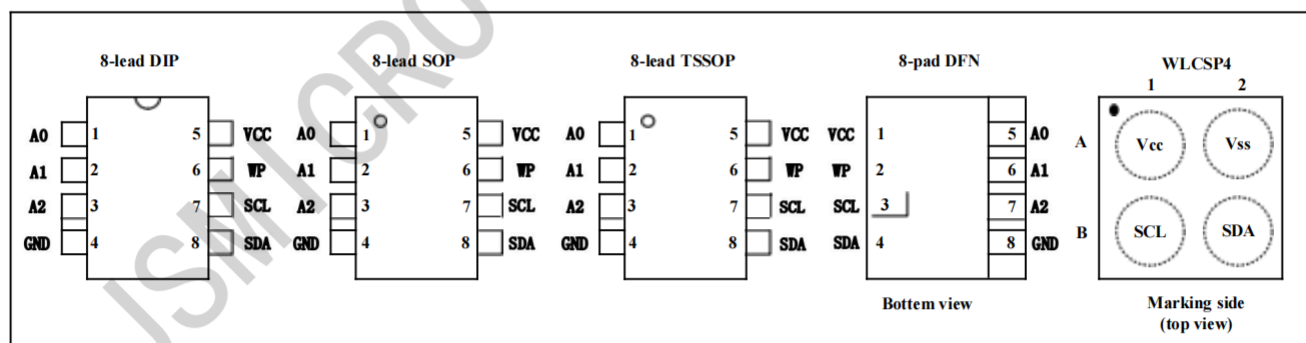 8-lead DIP
A0 1 5 VCC
A1 2 6 WP
A2 3 7 SCL
GND 4 8 SDA
8-lead SOP
A0 1 5 VCC
A1 2 6 WP
A2 3 7 SCL
GND 4 8 SDA
8-lead TSSOP
A0 1 5 VCC
A1 2 6 WP
A2 3 7 SCL
GND 4 8 SDA
8-pad DFN
VCC 1 5 A0
WP 2 6 A1
SCL 3 7 A2
SDA 4 8 GND
Bottem view
WLCSP4
1 2
A Vcc Vss
B SCL SDA
Marking side
(top view)
JSMICRO